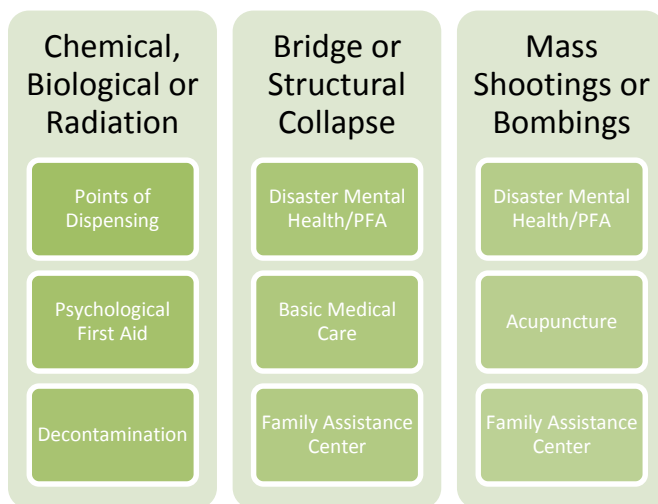 Chemical,
Biological or
Radiation
Points of
Dispensing
Psychological
First Aid
Decontamination
Bridge or
Structural
Collapse
Disaster Mental
Health/PFA
Basic Medical
Care
Family Assistance
Center
Mass
Shootings or
Bombings
Disaster Mental
Health/PFA
Acupuncture
Family Assistance
Center